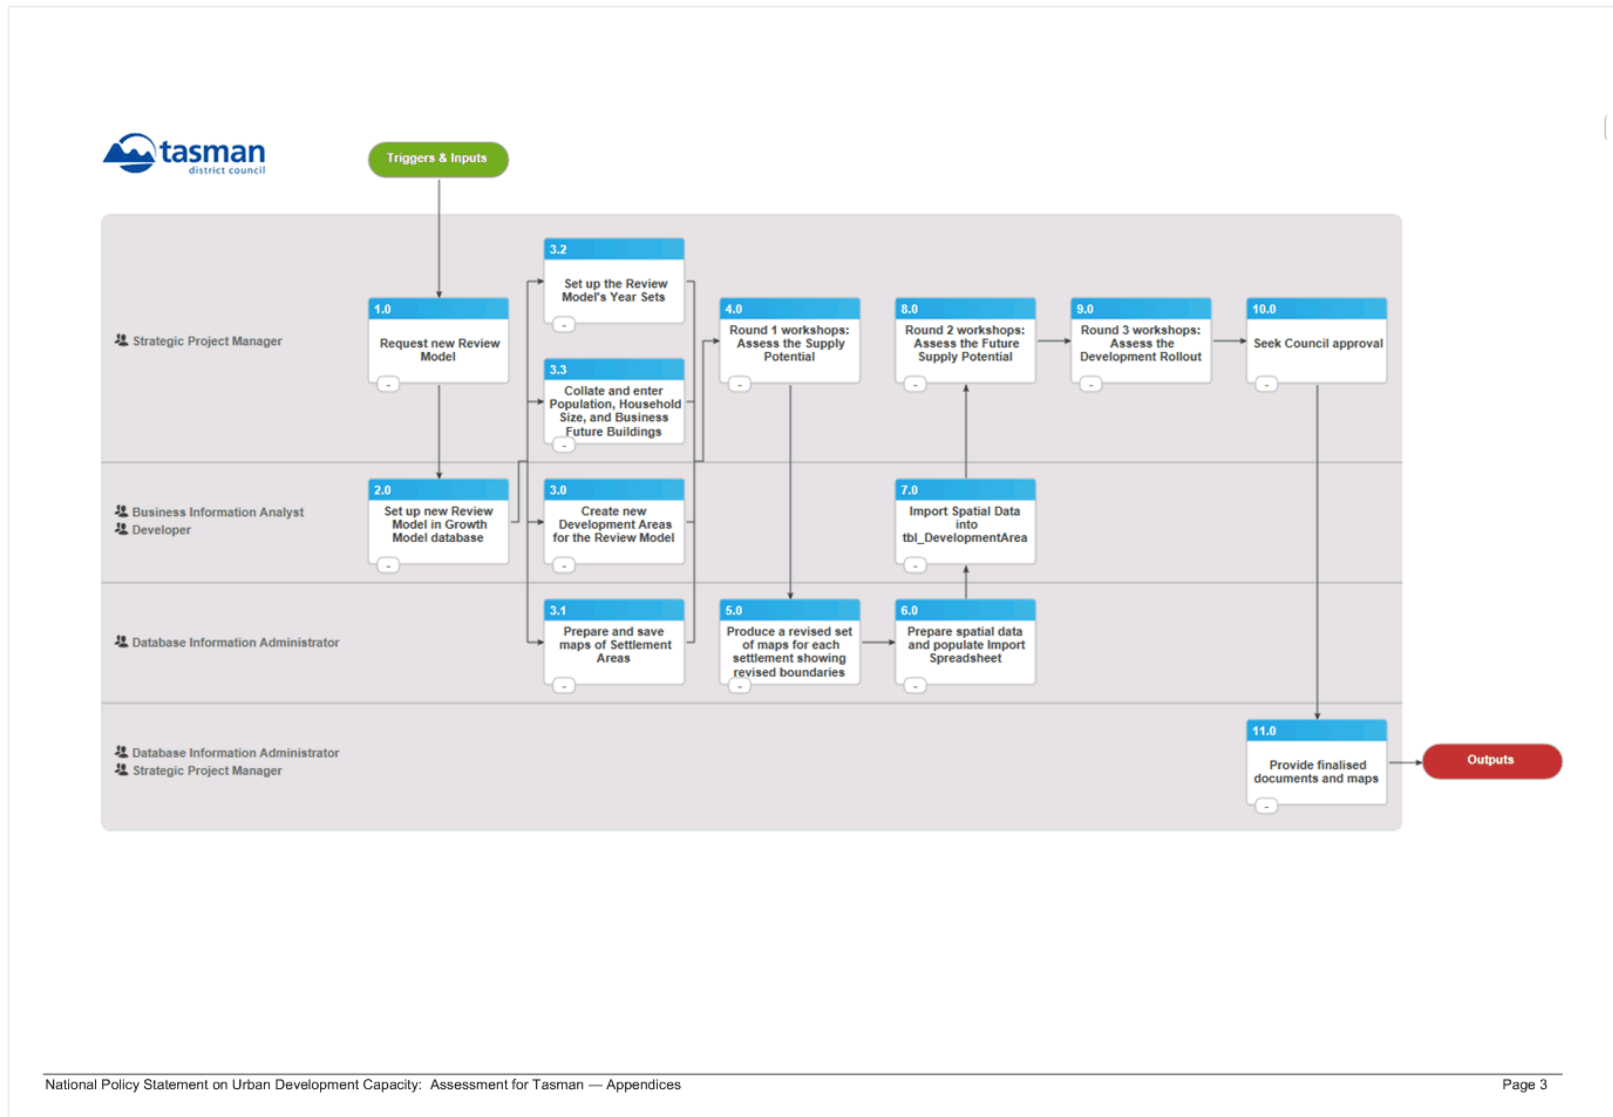 tasman
district council
Triggers & Inputs
Strategic Project Manager
1.0
Request new Review
Model
-
3.2
Set up the Review
Model's Year Sets
-
3.3
Collate and enter
Population, Household
Size, and Business
Future Buildings
-
4.0
Round 1 workshops:
Assess the Supply
Potential
-
8.0
Round 2 workshops:
Assess the Future
Supply Potential
-
9.0
Round 3 workshops:
Assess the
Development Rollout
-
10.0
Seek Council approval
-
Business Information Analyst
Developer
2.0
Set up new Review
Model in Growth
Model database
-
3.0
Create new
Development Areas
for the Review Model
-
7.0
Import Spatial Data
into
tbl_DevelopmentArea
-
Database Information Administrator
3.1
Prepare and save
maps of Settlement
Areas
-
5.0
Produce a revised set
of maps for each
settlement showing
revised boundaries
-
6.0
Prepare spatial data
and populate Import
Spreadsheet
-
Database Information Administrator
Strategic Project Manager
11.0
Provide finalised
documents and maps
-
Outputs
National Policy Statement on Urban Development Capacity:  Assessment for Tasman — Appendices
Page 3